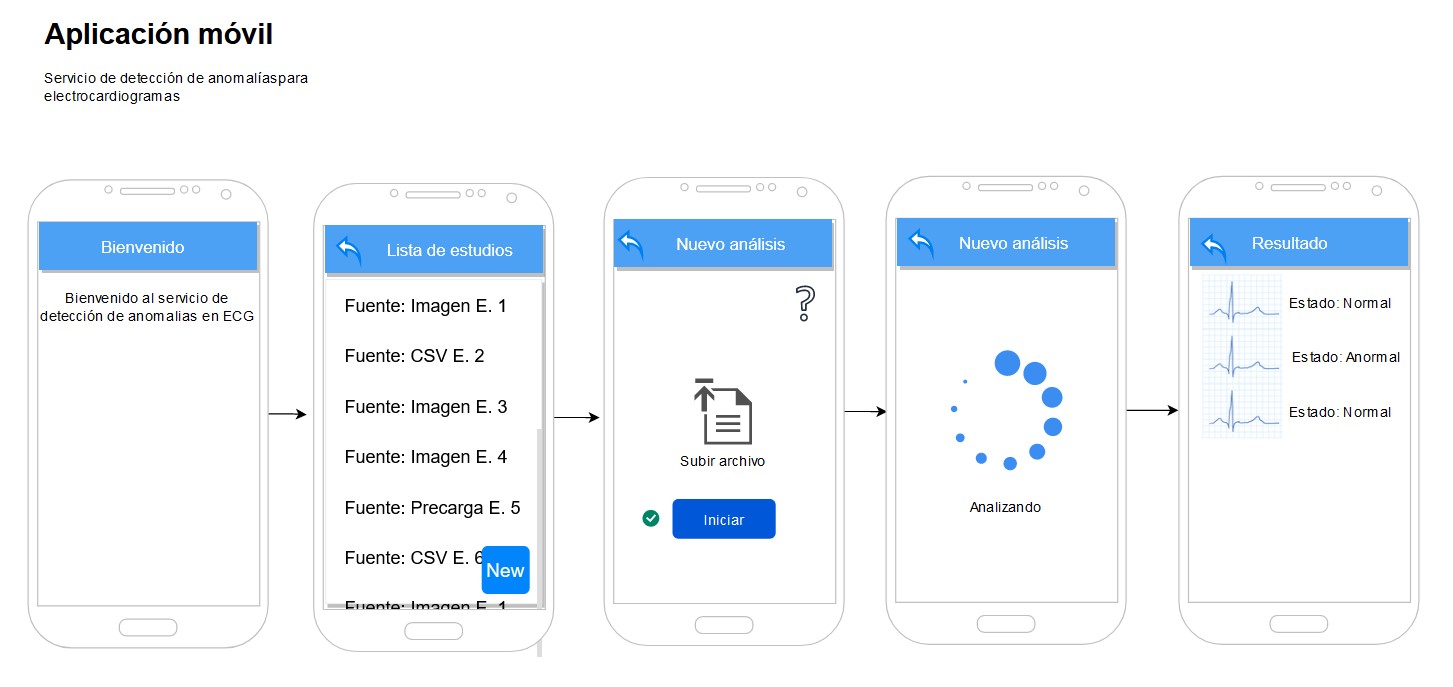 Aplicación móvil
Servicio de detección de anomalíaspara
electrocardiogramas
Bienvenido
Bienvenido al servicio de
detección de anomalias en ECG
Lista de estudios
Fuente: Imagen E. 1
Fuente: CSV E. 2
Fuente: Imagen E. 3
Fuente: Imagen E. 4
Fuente: Precarga E. 5
Fuente: CSV E. 6
New
Fuente: Imagen E. 1
Nuevo análisis
?
Subir archivo
Iniciar
Nuevo análisis
Analizando
Resultado
Estado: Normal
Estado: Anormal
Estado: Normal